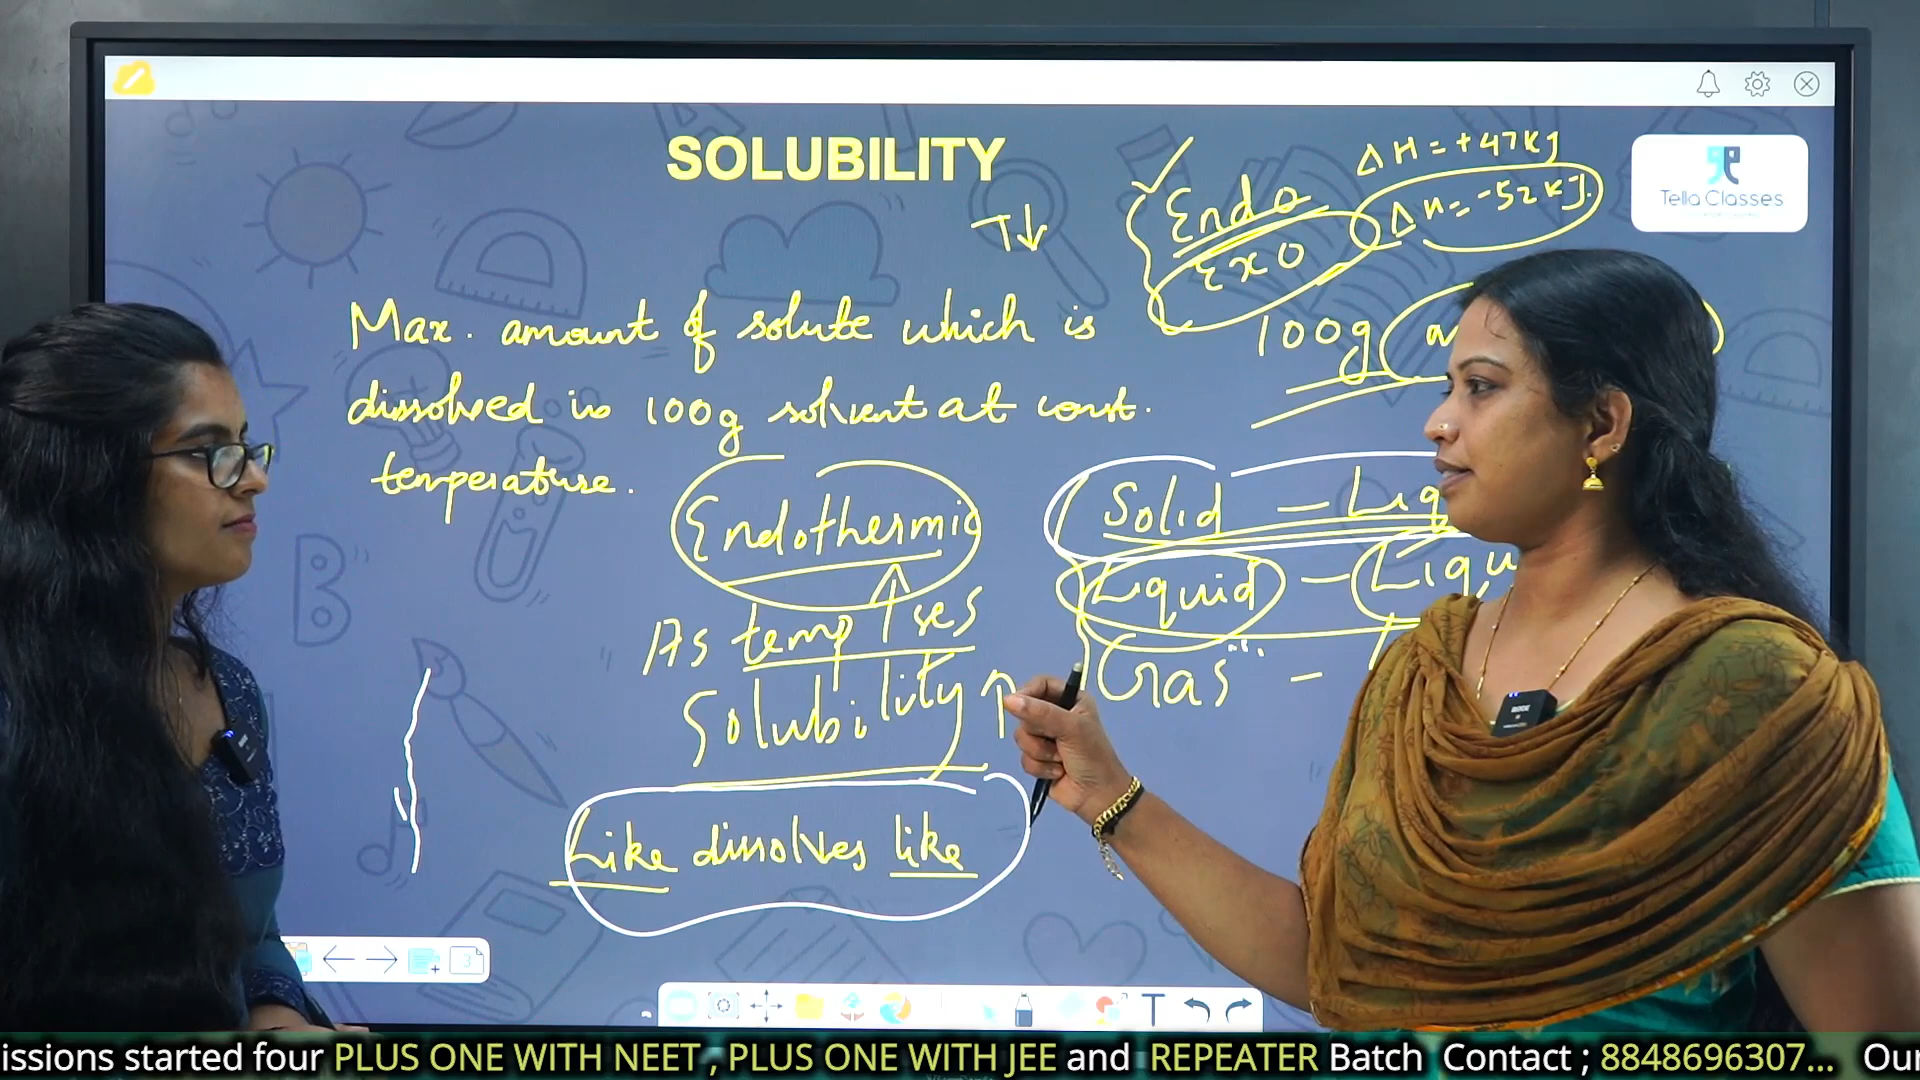 SOLUBILITY
T↓
Endo
Exo
ΔH = +47KJ
ΔH = -52KJ.
Tella Classes
100g
Max. amount of solute which is
dissolved in 100g solvent at const.
temperature.
Endothermic
As temp ↑ses
Solubility ↑
Like dissolves like
Solid - Liq
Liquid - Liqu
Gas -
3
T
issions started four PLUS ONE WITH NEET , PLUS ONE WITH JEE and REPEATER Batch Contact ; 8848696307... Our